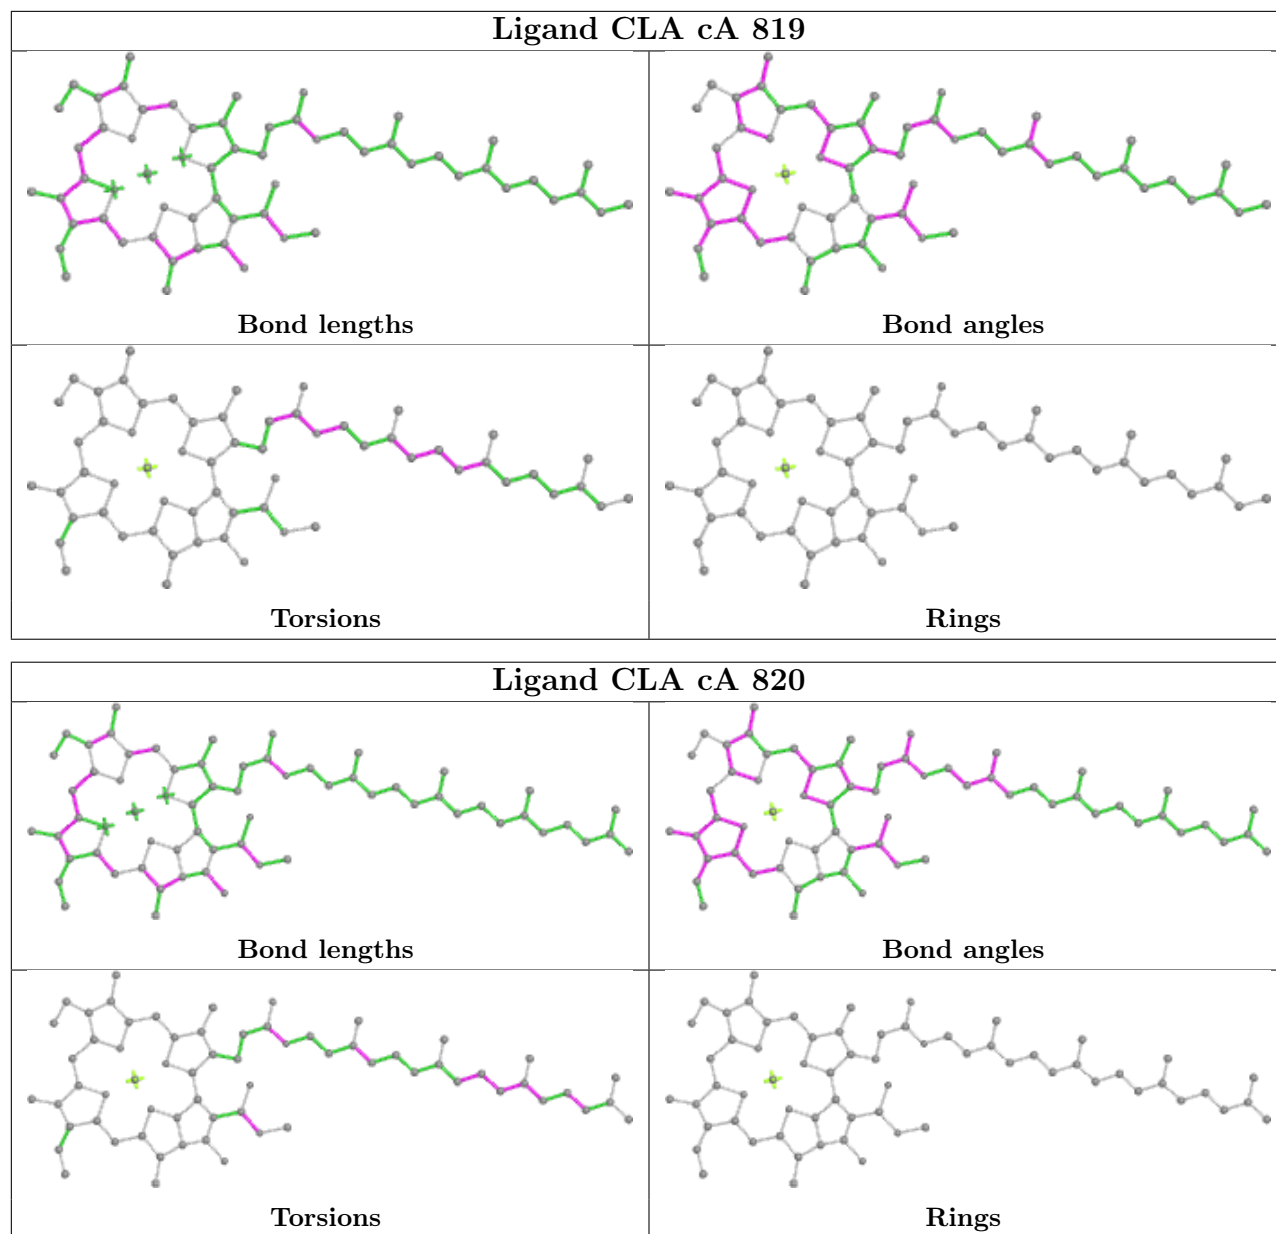 Ligand CLA cA 819
Bond lengths
Bond angles
Torsions
Rings
Ligand CLA cA 820
Bond lengths
Bond angles
Torsions
Rings